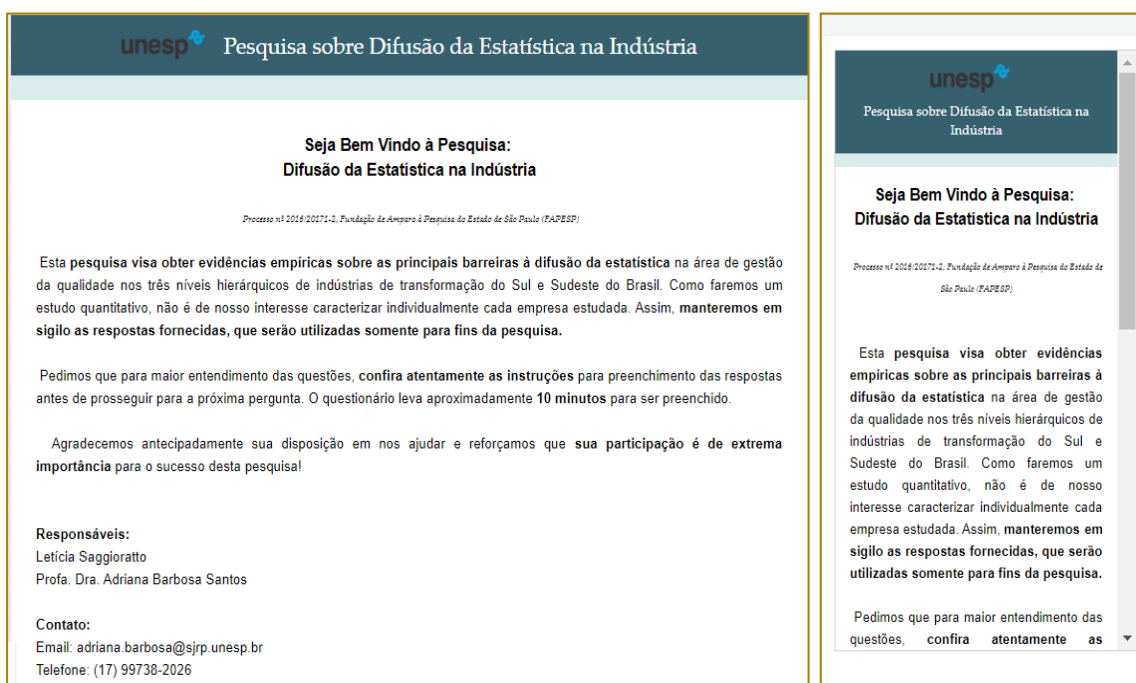 unesp Pesquisa sobre Difusão da Estatística na Indústria
Seja Bem Vindo à Pesquisa:
Difusão da Estatística na Indústria
Processo nº 2016/20171-2, Fundação de Amparo à Pesquisa do Estado de São Paulo (FAPESP)
Esta pesquisa visa obter evidências empíricas sobre as principais barreiras à difusão da estatística na área de gestão
da qualidade nos três níveis hierárquicos de indústrias de transformação do Sul e Sudeste do Brasil. Como faremos um
estudo quantitativo, não é de nosso interesse caracterizar individualmente cada empresa estudada. Assim, manteremos em
sigilo as respostas fornecidas, que serão utilizadas somente para fins da pesquisa.
Pedimos que para maior entendimento das questões, confira atentamente as instruções para preenchimento das respostas
antes de prosseguir para a próxima pergunta. O questionário leva aproximadamente 10 minutos para ser preenchido.
Agradecemos antecipadamente sua disposição em nos ajudar e reforçamos que sua participação é de extrema
importância para o sucesso desta pesquisa!
Responsáveis:
Letícia Saggioratto
Profa. Dra. Adriana Barbosa Santos
Contato:
Email: adriana.barbosa@sjrp.unesp.br
Telefone: (17) 99738-2026
unesp
Pesquisa sobre Difusão da Estatística na
Indústria
Seja Bem Vindo à Pesquisa:
Difusão da Estatística na Indústria
Processo nº 2016/20171-2, Fundação de Amparo à Pesquisa do Estado de
São Paulo (FAPESP)
Esta pesquisa visa obter evidências
empíricas sobre as principais barreiras à
difusão da estatística na área de gestão
da qualidade nos três níveis hierárquicos de
indústrias de transformação do Sul e
Sudeste do Brasil. Como faremos um
estudo quantitativo, não é de nosso
interesse caracterizar individualmente cada
empresa estudada. Assim, manteremos em
sigilo as respostas fornecidas, que serão
utilizadas somente para fins da pesquisa.
Pedimos que para maior entendimento das
questões, confira atentamente as